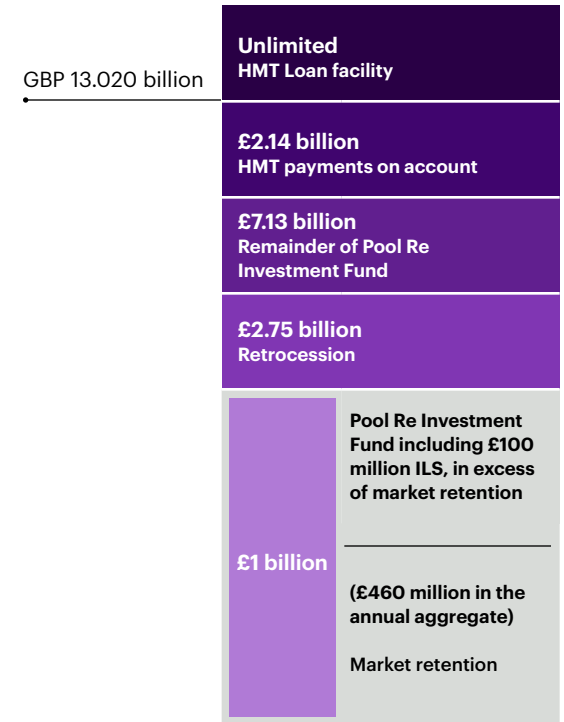 Unlimited
HMT Loan facility
GBP 13.020 billion
£2.14 billion
HMT payments on account
£7.13 billion
Remainder of Pool Re
Investment Fund
£2.75 billion
Retrocession
Pool Re Investment
Fund including £100
million ILS, in excess
of market retention
£1 billion
(£460 million in the
annual aggregate)
Market retention